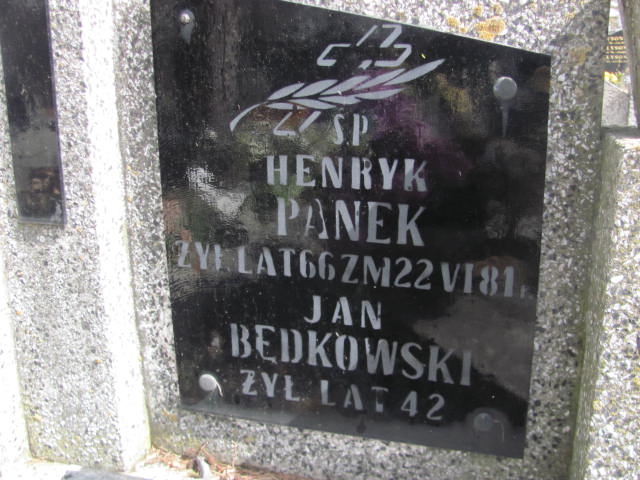 ŚP
HENRYK
PANEK
ŻYŁ LAT 66 ZM 22 VI 81 r.
JAN
BĘDKOWSKI
ŻYŁ LAT 42